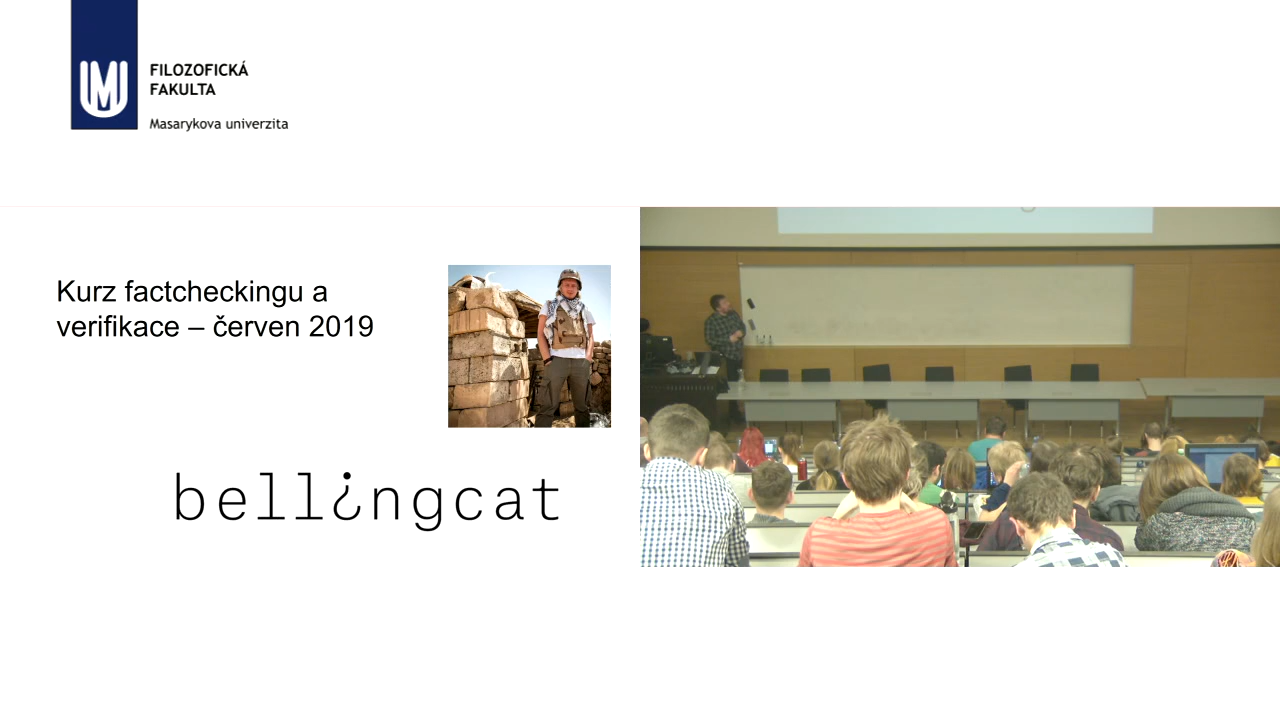 FILOZOFICKÁ
FAKULTA
Masarykova univerzita
Kurz factcheckingu a
verifikace – červen 2019
bell¿ngcat